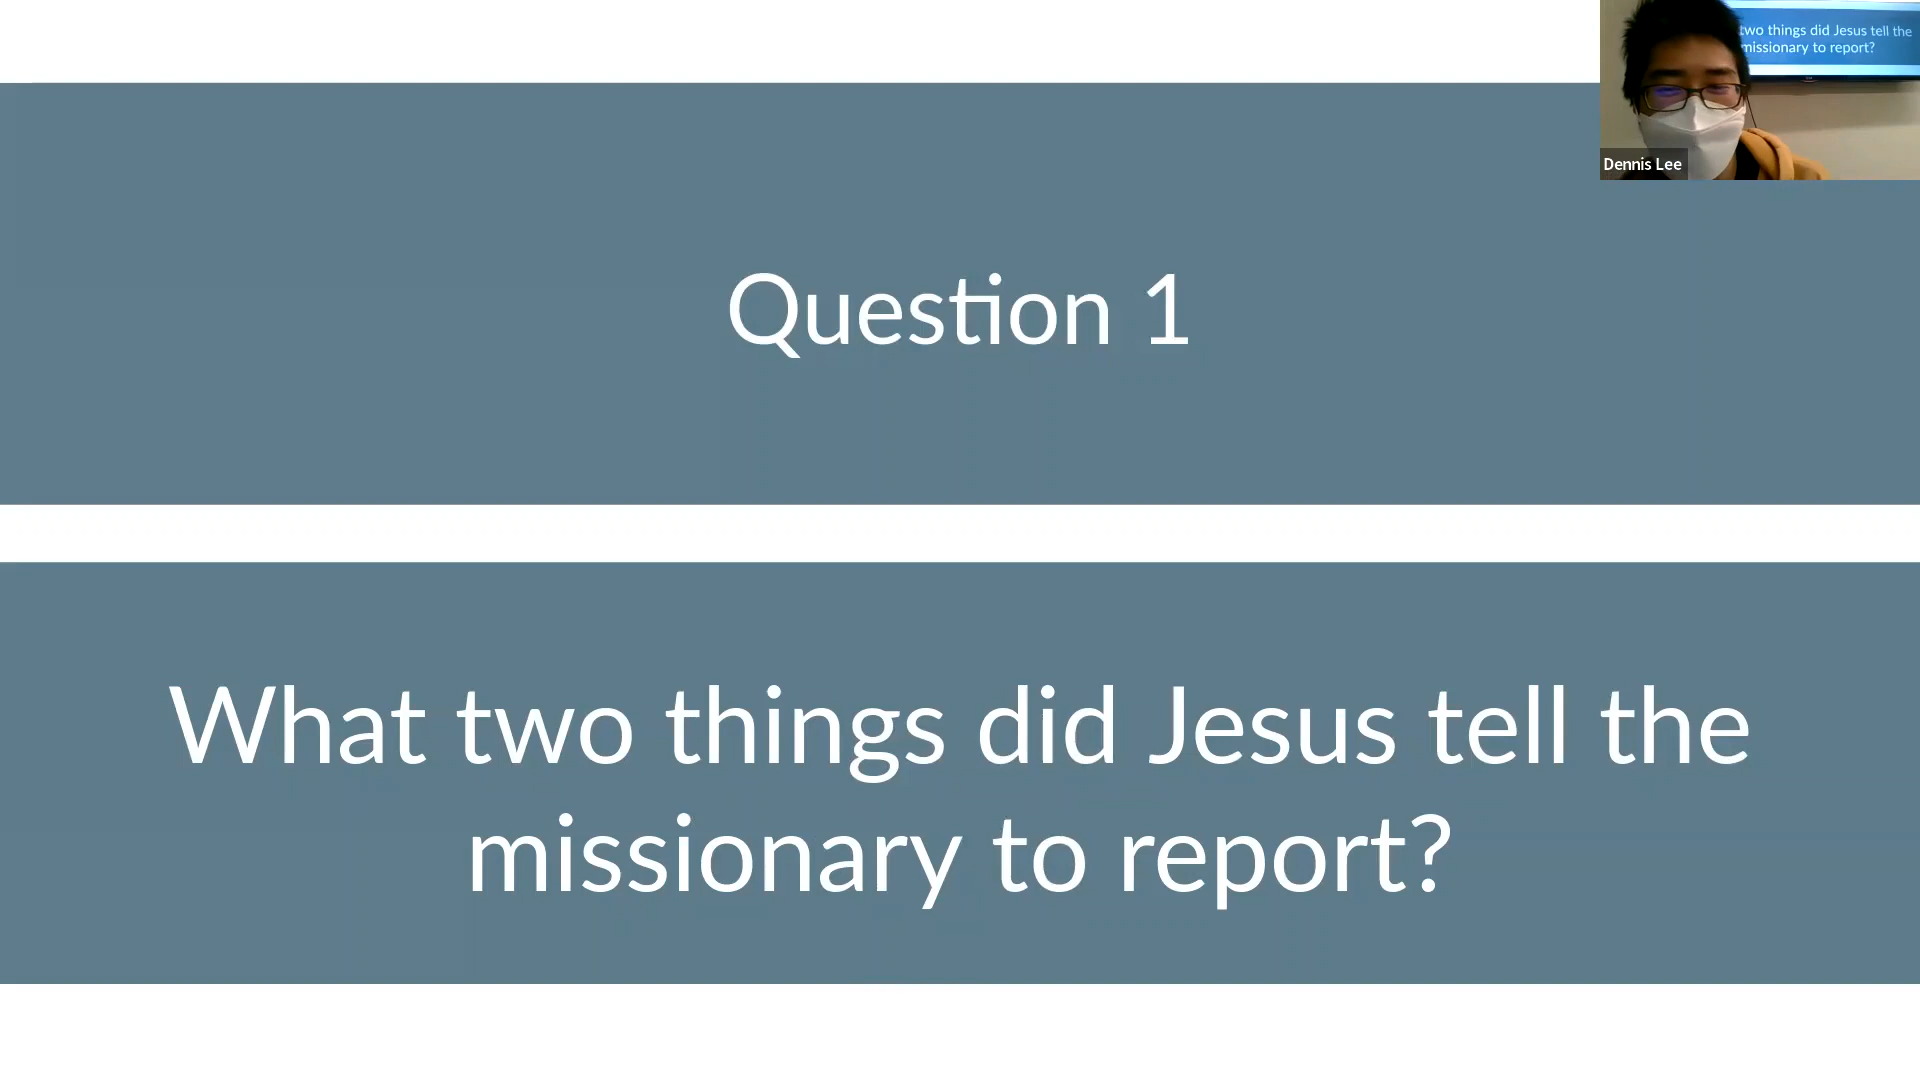 Question 1
What two things did Jesus tell the
missionary to report?
two things did Jesus tell the
missionary to report?
Dennis Lee